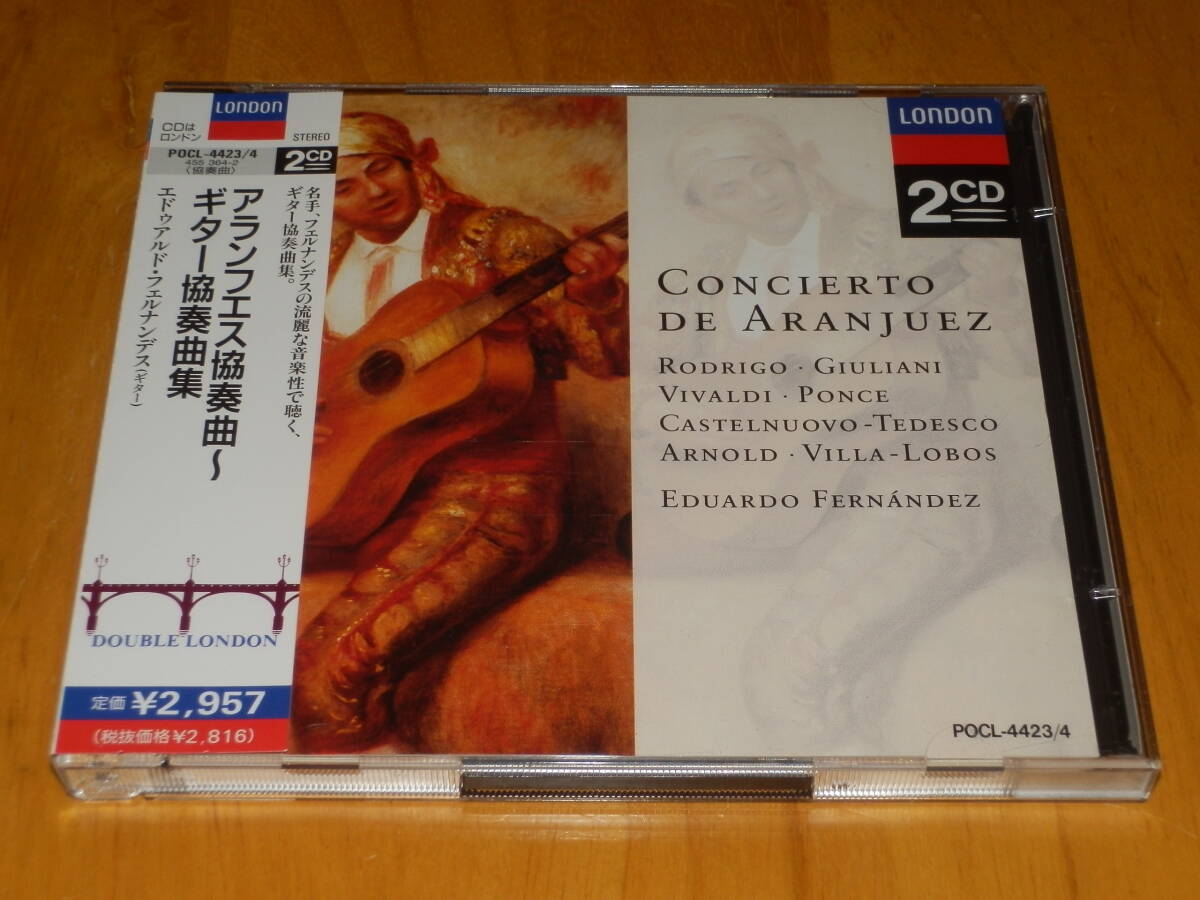 LONDON
CDは
ロンドン
STEREO
POCL-4423/4
455 364-2
〈協奏曲〉
2CD
名手、フェルナンデスの流麗な音楽性で聴く、
ギター協奏曲集。
アランフエス協奏曲〜
ギター協奏曲集
エドゥアルド・フェルナンデス(ギター)
DOUBLE LONDON
定価 ¥2,957
(税抜価格¥2,816)
LONDON
2CD
CONCIERTO
DE ARANJUEZ
RODRIGO · GIULIANI
VIVALDI · PONCE
CASTELNUOVO-TEDESCO
ARNOLD · VILLA-LOBOS
EDUARDO FERNÁNDEZ
POCL-4423/4